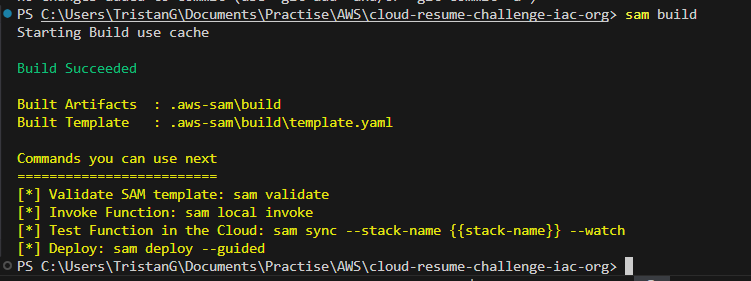 PS C:\Users\TristanG\Documents\Practise\AWS\cloud-resume-challenge-iac-org> sam build
Starting Build use cache
Build Succeeded
Built Artifacts  : .aws-sam\build
Built Template   : .aws-sam\build\template.yaml
Commands you can use next
=========================
[*] Validate SAM template: sam validate
[*] Invoke Function: sam local invoke
[*] Test Function in the Cloud: sam sync --stack-name {{stack-name}} --watch
[*] Deploy: sam deploy --guided
PS C:\Users\TristanG\Documents\Practise\AWS\cloud-resume-challenge-iac-org>